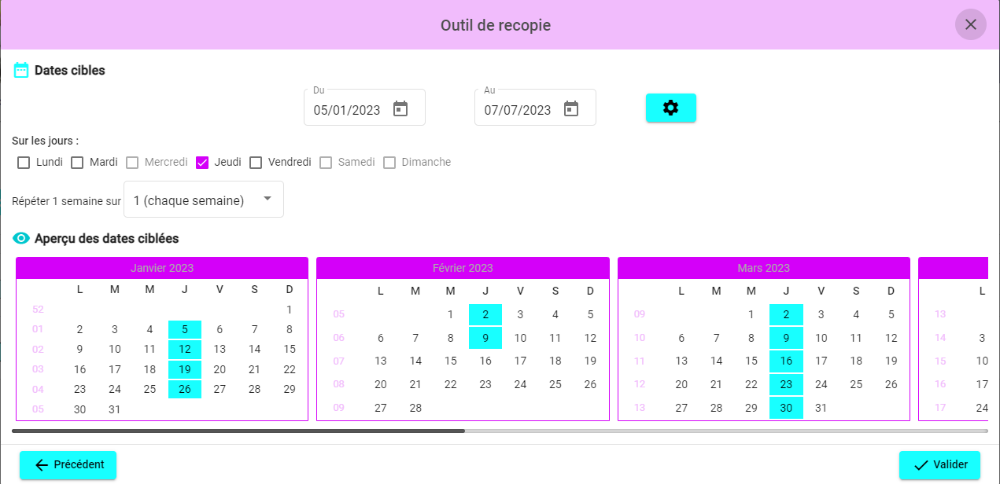 Outil de recopie
Dates cibles
Du Au
05/01/2023 07/07/2023
Sur les jours :
Lundi Mardi Mercredi Jeudi Vendredi Samedi Dimanche
Répéter 1 semaine sur 1 (chaque semaine)
Aperçu des dates ciblées
Janvier 2023
L M M J V S D
52 1
01 2 3 4 5 6 7 8
02 9 10 11 12 13 14 15
03 16 17 18 19 20 21 22
04 23 24 25 26 27 28 29
05 30 31
Février 2023
L M M J V S D
05 1 2 3 4 5
06 6 7 8 9 10 11 12
07 13 14 15 16 17 18 19
08 20 21 22 23 24 25 26
09 27 28
Mars 2023
L M M J V S D
09 1 2 3 4 5
10 6 7 8 9 10 11 12
11 13 14 15 16 17 18 19
12 20 21 22 23 24 25 26
13 27 28 29 30 31
L
13
14 3
15 10
16 17
17 24
Précédent Valider